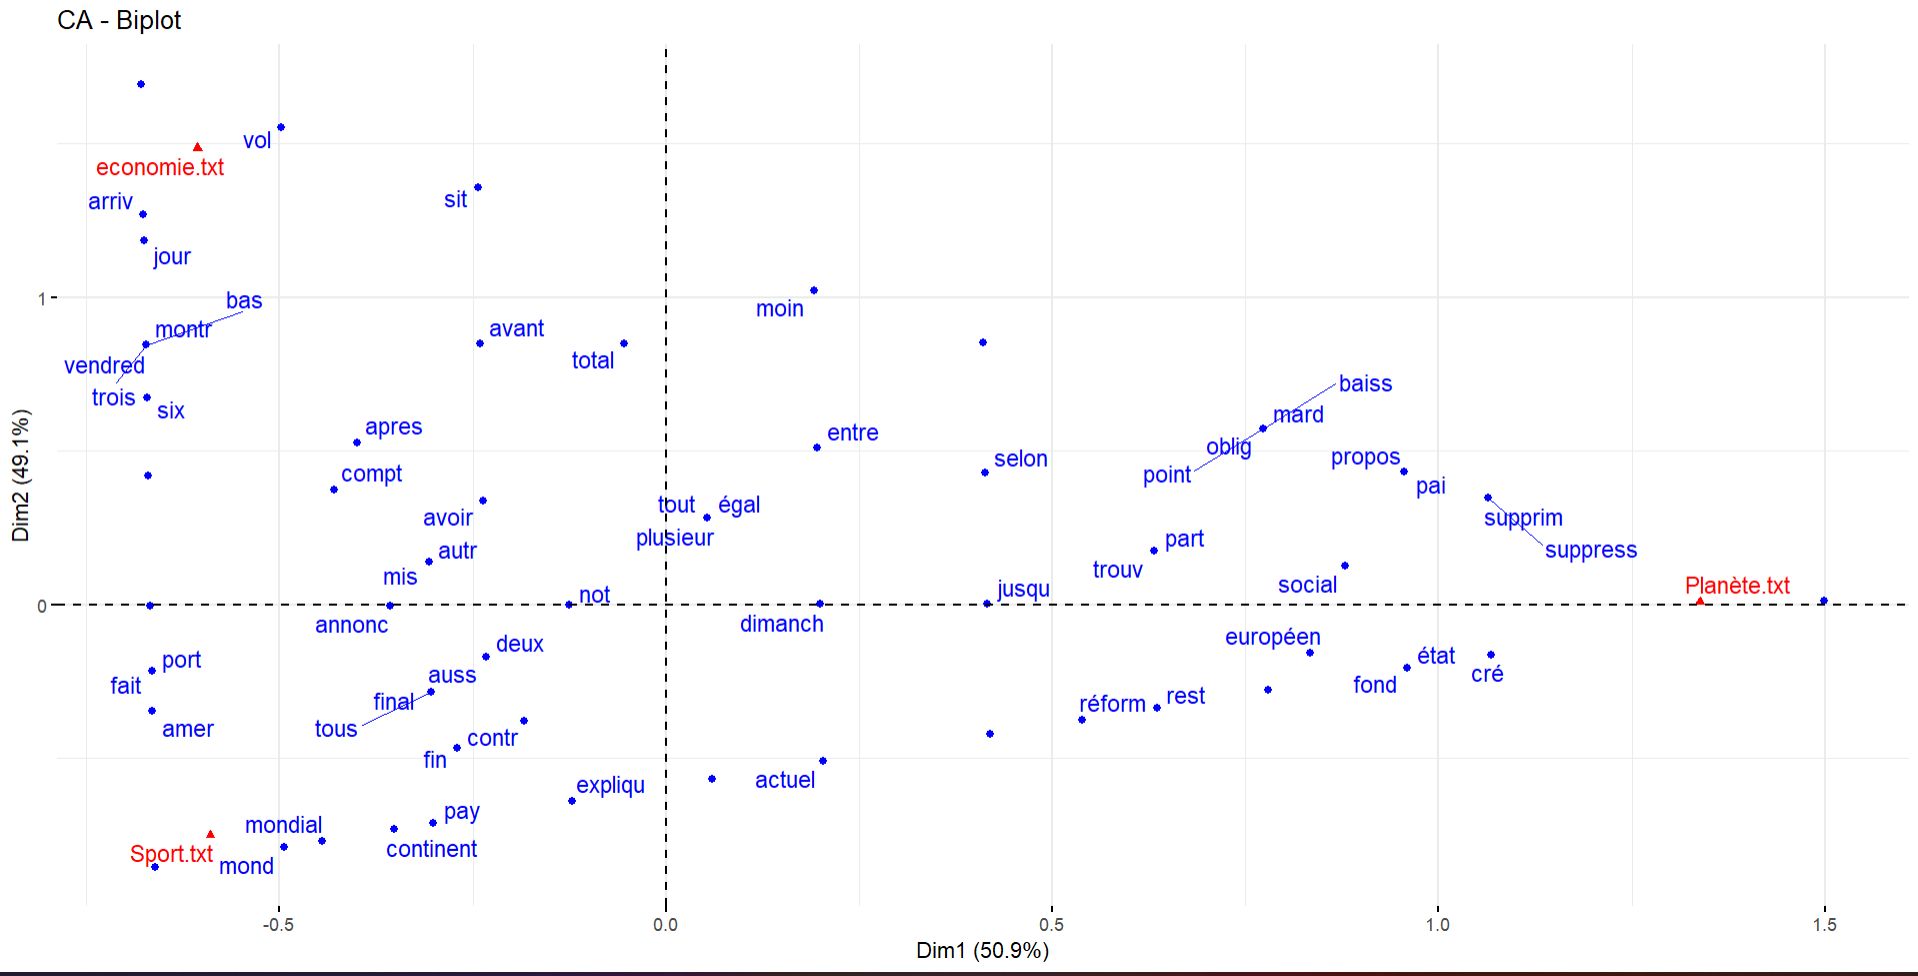 CA - Biplot
vol
economie.txt
arriv
sit
jour
bas
1
moin
montr
avant
vendred
total
baiss
trois
six
mard
apres
entre
oblig
selon
propos
compt
point
pai
tout
égal
avoir
supprim
plusieur
autr
part
suppress
mis
trouv
social
Planète.txt
not
jusqu
0
annonc
dimanch
deux
européen
port
état
fait
auss
cré
fond
final
rest
réform
amer
tous
contr
fin
actuel
expliqu
pay
mondial
continent
Sport.txt
mond
-0.5
0.0
0.5
1.0
1.5
Dim1 (50.9%)
Dim2 (49.1%)